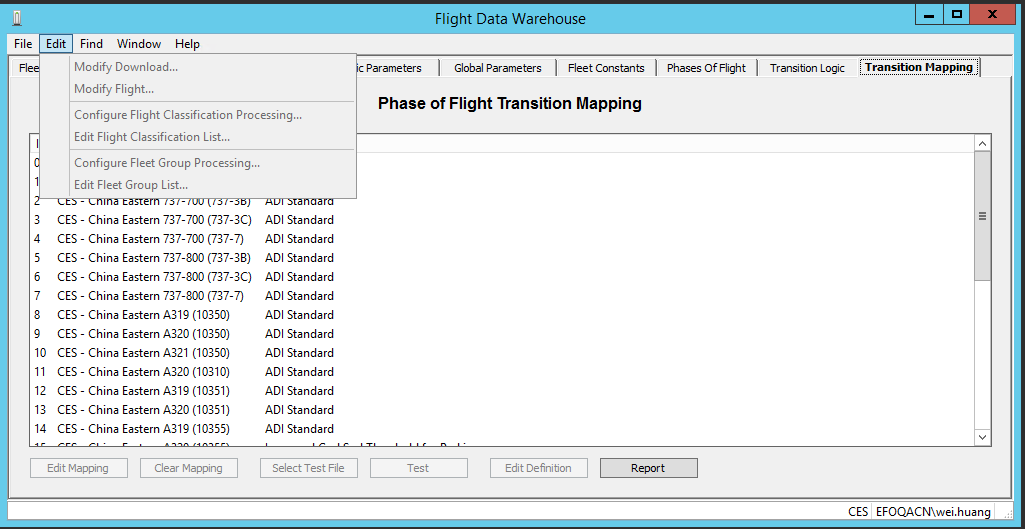 Flight Data Warehouse
File Edit Find Window Help
Modify Download...
Modify Flight...
Configure Flight Classification Processing...
Edit Flight Classification List...
Configure Fleet Group Processing...
Edit Fleet Group List...
Parameters Global Parameters Fleet Constants Phases Of Flight Transition Logic Transition Mapping
Phase of Flight Transition Mapping
0
1
2 CES - China Eastern 737-700 (737-3B) ADI Standard
3 CES - China Eastern 737-700 (737-3C) ADI Standard
4 CES - China Eastern 737-700 (737-7) ADI Standard
5 CES - China Eastern 737-800 (737-3B) ADI Standard
6 CES - China Eastern 737-800 (737-3C) ADI Standard
7 CES - China Eastern 737-800 (737-7) ADI Standard
8 CES - China Eastern A319 (10350) ADI Standard
9 CES - China Eastern A320 (10350) ADI Standard
10 CES - China Eastern A321 (10350) ADI Standard
11 CES - China Eastern A320 (10310) ADI Standard
12 CES - China Eastern A319 (10351) ADI Standard
13 CES - China Eastern A320 (10351) ADI Standard
14 CES - China Eastern A319 (10355) ADI Standard
15 CES - China Eastern A320 (10355)
Edit Mapping Clear Mapping Select Test File Test Edit Definition Report
CES EFOQACN\wei.huang